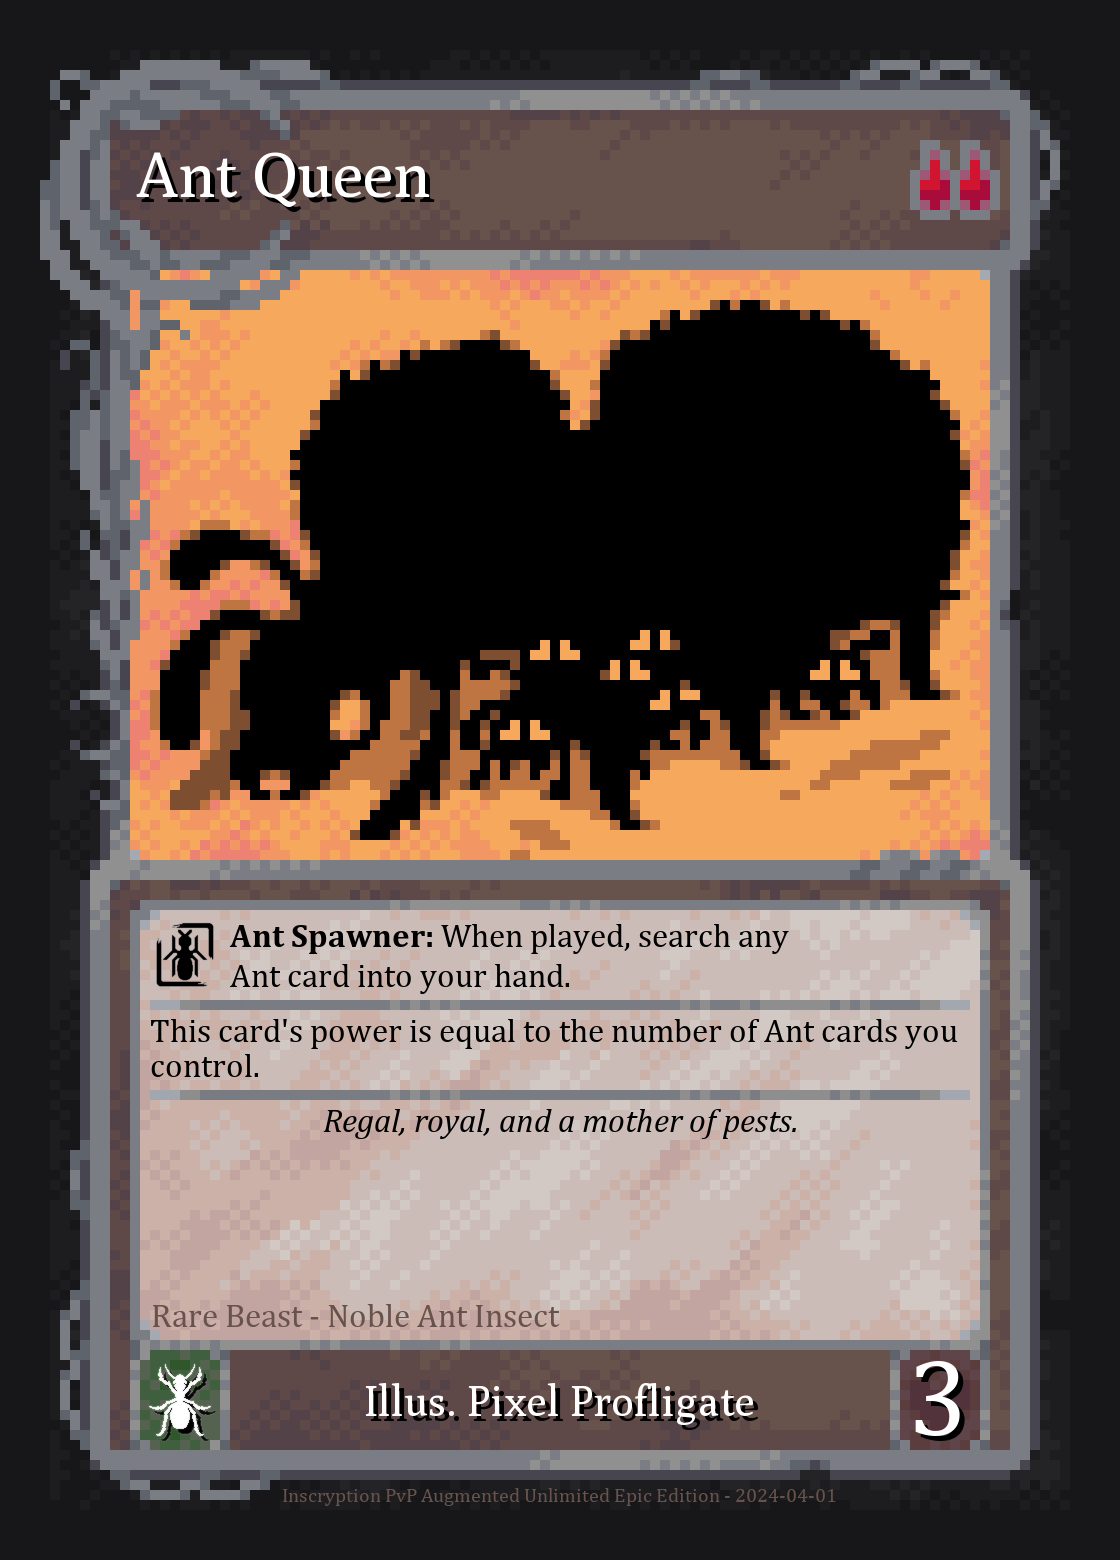 Ant Queen
Ant Spawner: When played, search any
Ant card into your hand.
This card's power is equal to the number of Ant cards you
control.
Regal, royal, and a mother of pests.
Rare Beast - Noble Ant Insect
Illus. Pixel Profligate
3
Inscryption PvP Augmented Unlimited Epic Edition - 2024-04-01